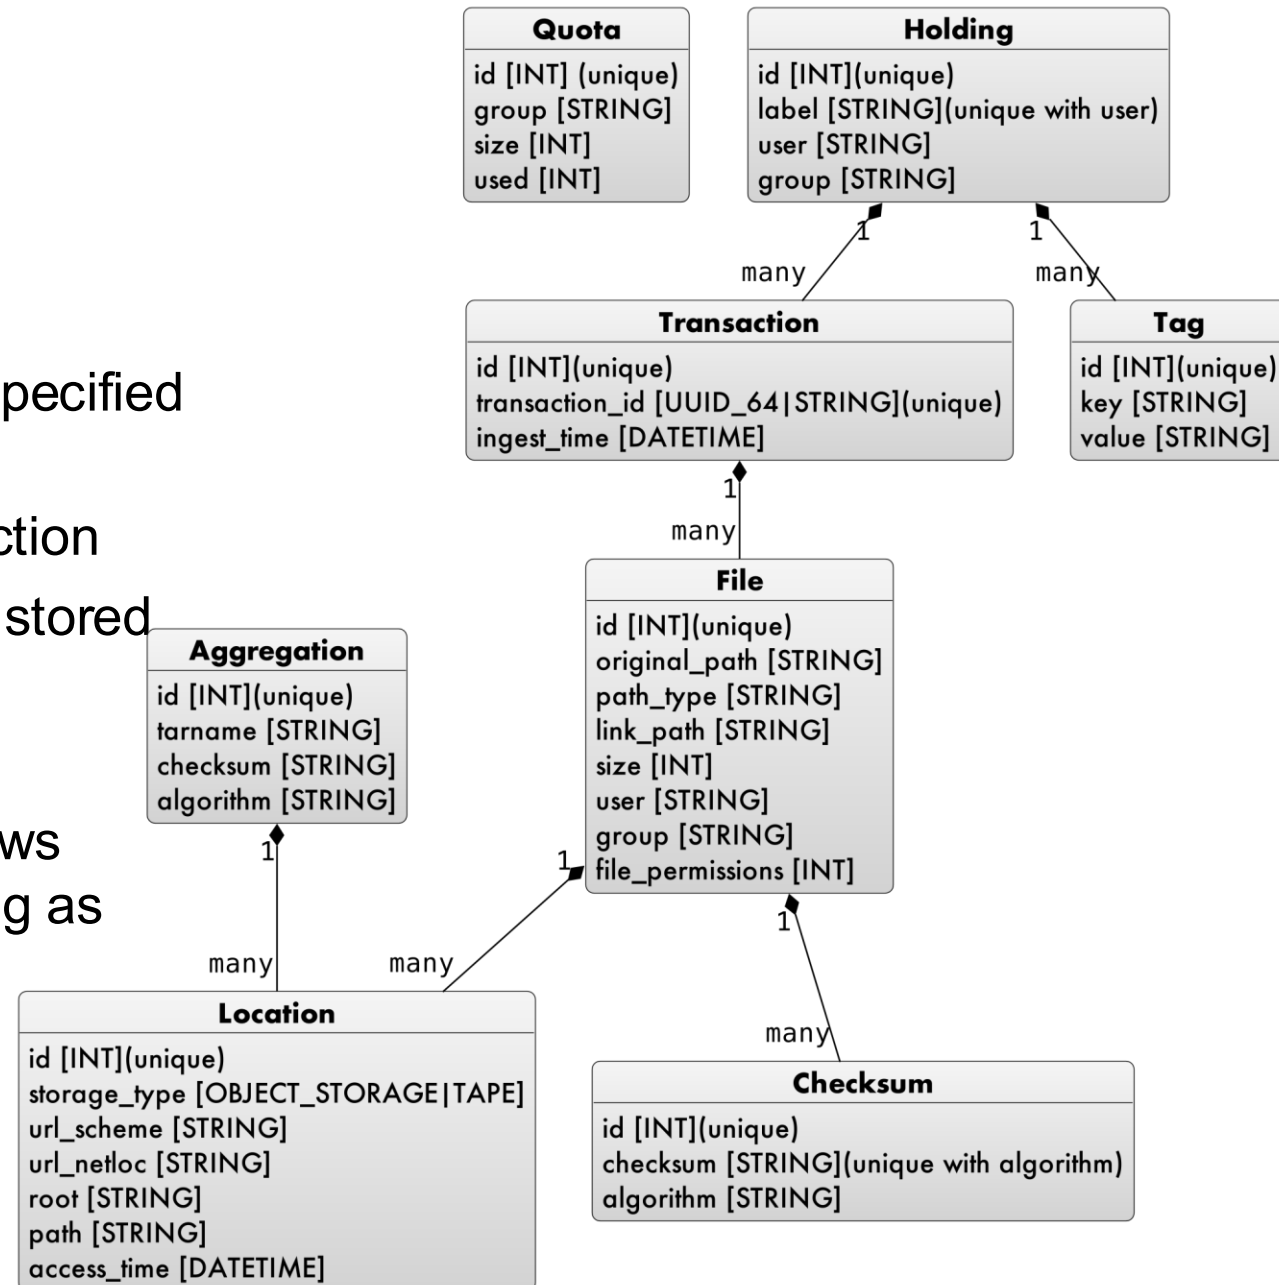 Quota
id [INT] (unique)
group [STRING]
size [INT]
used [INT]
Holding
id [INT](unique)
label [STRING](unique with user)
user [STRING]
group [STRING]
1
many
1
many
Transaction
id [INT](unique)
transaction_id [UUID_64|STRING](unique)
ingest_time [DATETIME]
Tag
id [INT](unique)
key [STRING]
value [STRING]
pecified
ction
stored
ws
g as
1
many
File
id [INT](unique)
original_path [STRING]
path_type [STRING]
link_path [STRING]
size [INT]
user [STRING]
group [STRING]
file_permissions [INT]
Aggregation
id [INT](unique)
tarname [STRING]
checksum [STRING]
algorithm [STRING]
1
many
1
many
1
many
Location
id [INT](unique)
storage_type [OBJECT_STORAGE|TAPE]
url_scheme [STRING]
url_netloc [STRING]
root [STRING]
path [STRING]
access_time [DATETIME]
Checksum
id [INT](unique)
checksum [STRING](unique with algorithm)
algorithm [STRING]